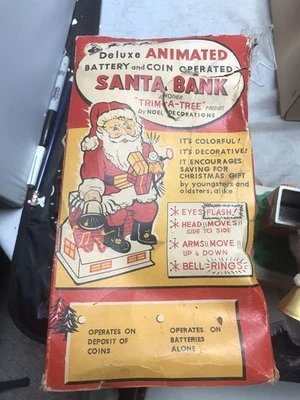 Deluxe ANIMATED
BATTERY and COIN OPERATED
SANTA BANK
ANOTHER
"TRIM-A-TREE" PRODUCT
by NOEL DECORATIONS
IT'S COLORFUL!
IT'S DECORATIVE!
IT ENCOURAGES
SAVING FOR
CHRISTMAS GIFT
by youngsters and
oldsters, alike
* EYES FLASH!
* HEAD MOVES
SIDE TO SIDE
* ARMS MOVE
UP & DOWN
* BELL RINGS
OPERATES ON
DEPOSIT OF
COINS
OPERATES ON
BATTERIES
ALONE